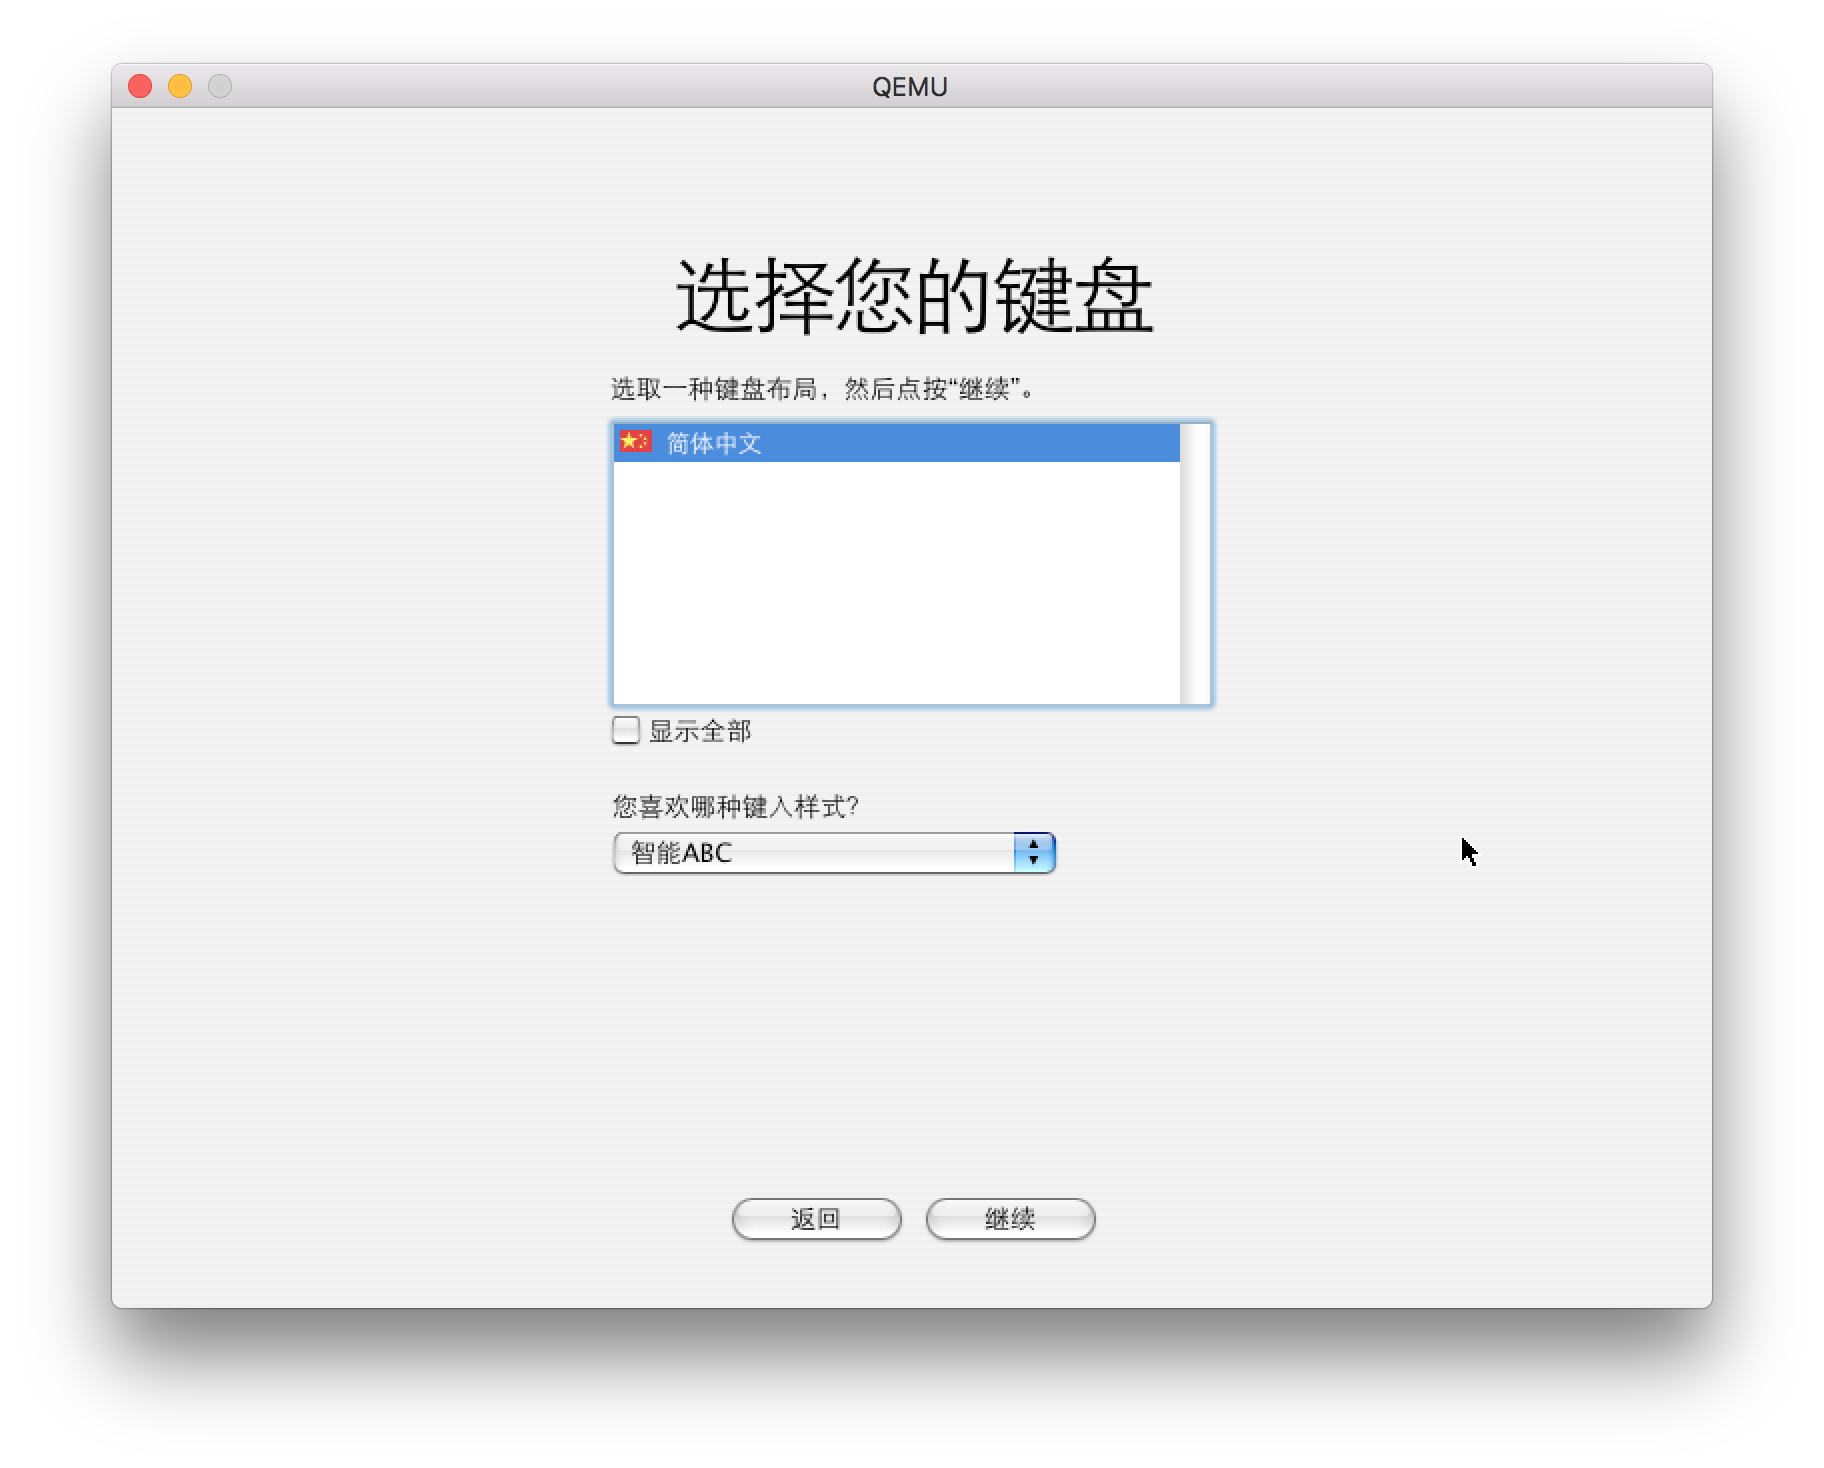 QEMU
选择您的键盘
选取一种键盘布局，然后点按“继续”。
简体中文
显示全部
您喜欢哪种键入样式？
智能ABC
返回 继续